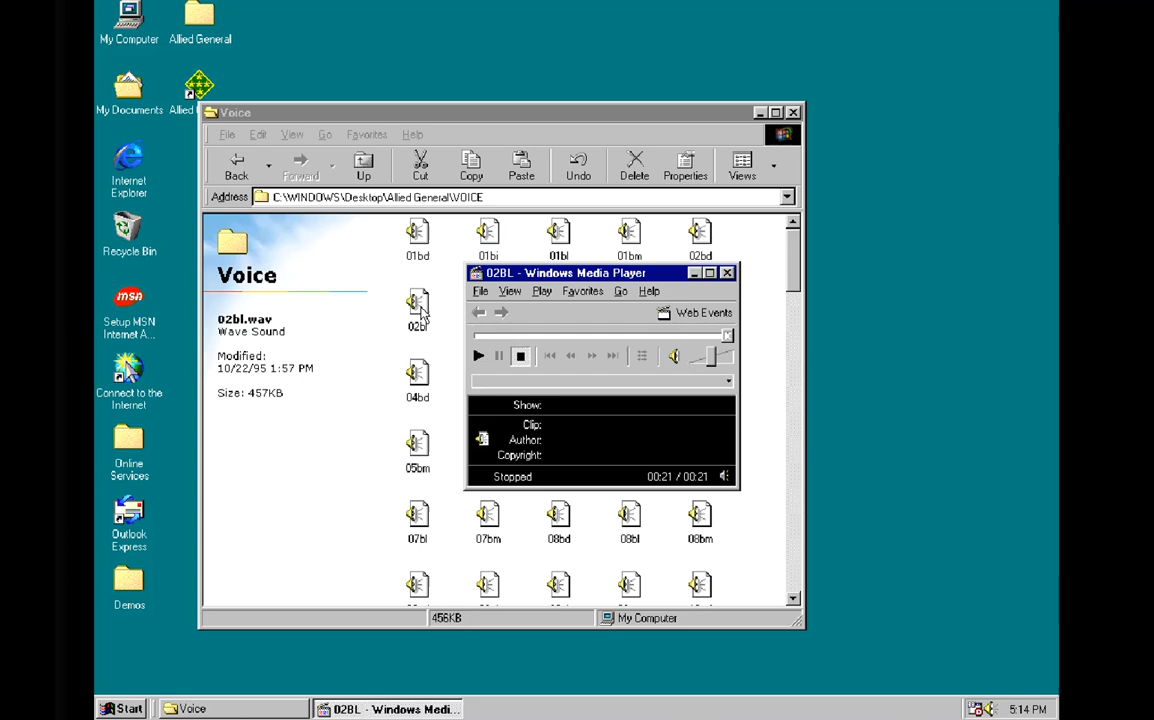 My Computer
Allied General
My Documents
Allied
Internet
Explorer
Recycle Bin
msn
Setup MSN
Internet A...
Connect to the
Internet
Online
Services
Outlook
Express
Demos
Voice
File Edit View Go Favorites Help
Back Forward Up Cut Copy Paste Undo Delete Properties Views
Address C:\WINDOWS\Desktop\Allied General\VOICE
Voice
02bl.wav
Wave Sound
Modified:
10/22/95 1:57 PM
Size: 457KB
01bd 01bi 01bl 01bm 02bd
02bl
04bd
05bm
07bl 07bm 08bd 08bl 08bm
02BL - Windows Media Player
File View Play Favorites Go Help
Web Events
Show:
Clip:
Author:
Copyright:
Stopped 00:21 / 00:21
456KB My Computer
Start Voice 02BL - Windows Medi... 5:14 PM